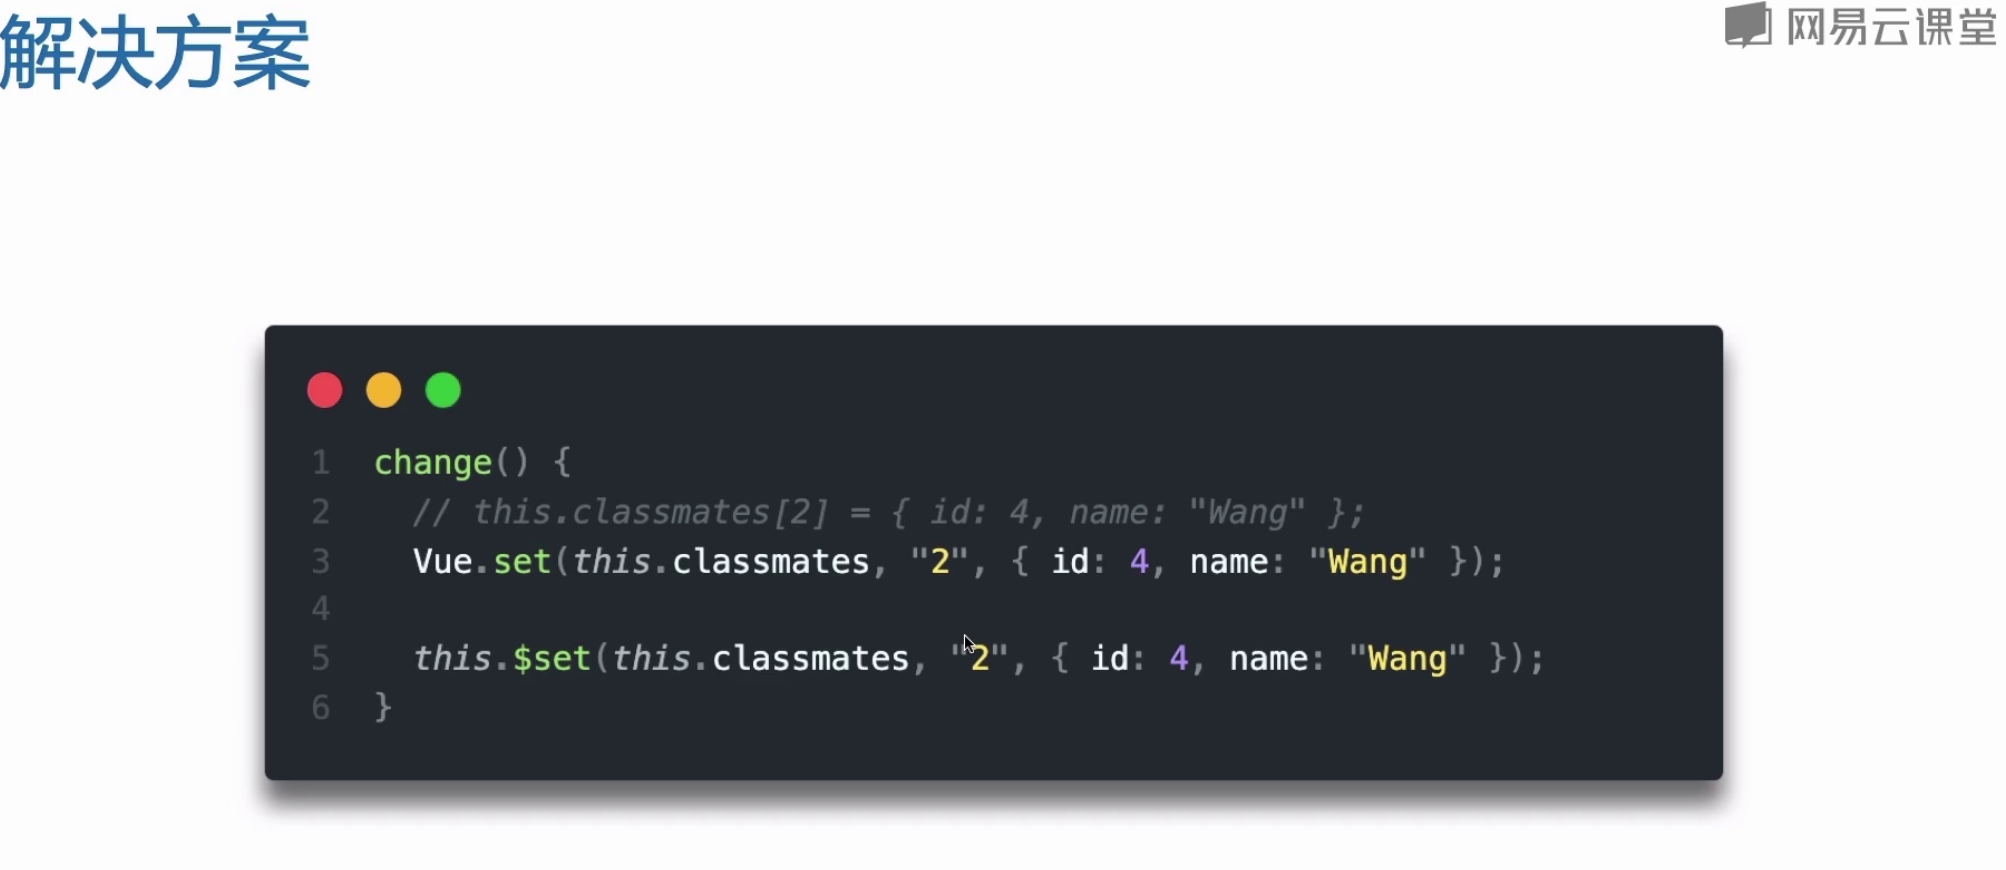 解决方案
网易云课堂
1 change() {
2 // this.classmates[2] = { id: 4, name: "Wang" };
3 Vue.set(this.classmates, "2", { id: 4, name: "Wang" });
4
5 this.$set(this.classmates, "2", { id: 4, name: "Wang" });
6 }